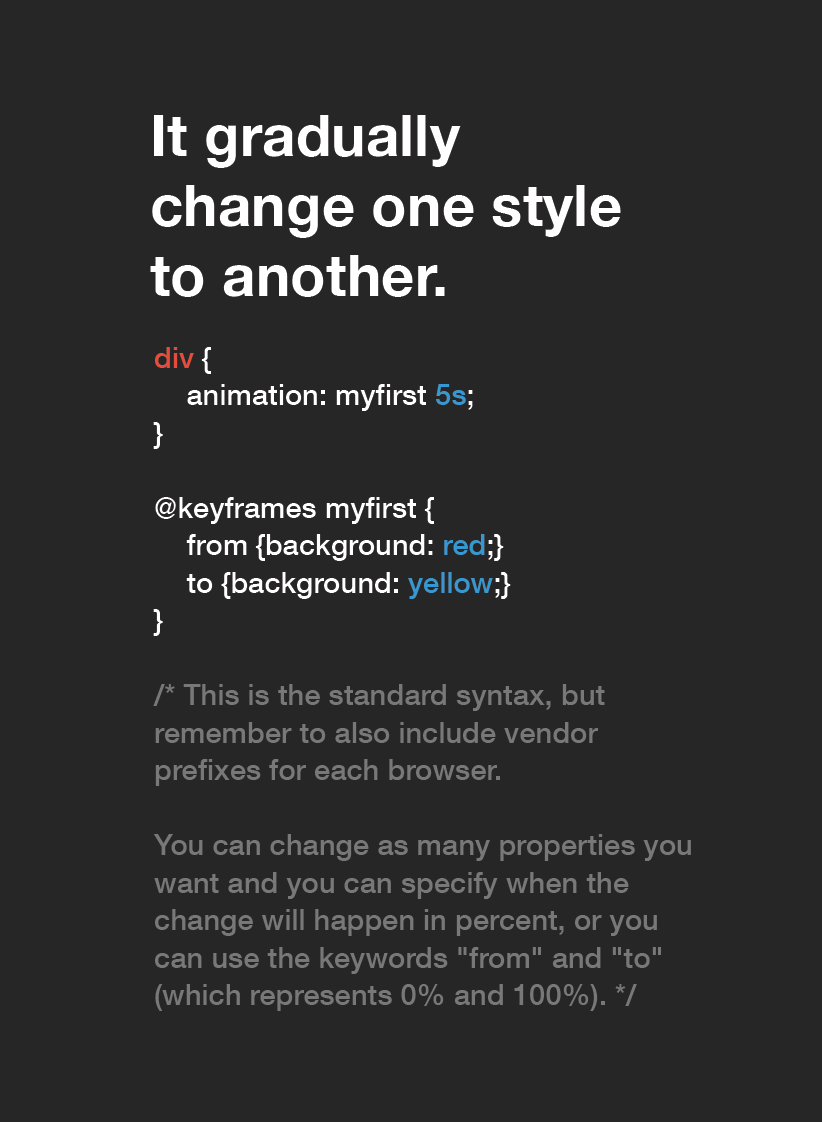 It gradually
change one style
to another.
div {
animation: myfirst 5s;
}
@keyframes myfirst {
from {background: red;}
to {background: yellow;}
}
/* This is the standard syntax, but
remember to also include vendor
prefixes for each browser.
You can change as many properties you
want and you can specify when the
change will happen in percent, or you
can use the keywords "from" and "to"
(which represents 0% and 100%). */